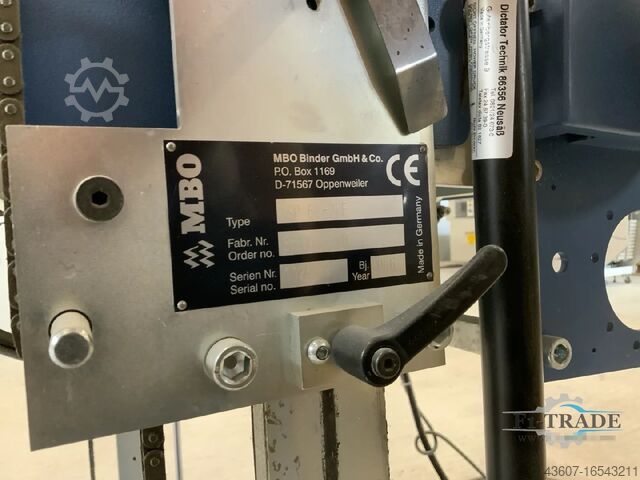 MBO
MBO Binder GmbH & Co.
P.O. Box 1169
D-71567 Oppenweiler
CE
Type
Fabr. Nr.
Order no.
Serien Nr.
Serial no.
Bj.
Year
Made in Germany
Dictator Technik 86356 Neusäß
FI-TRADE
43607-16543211